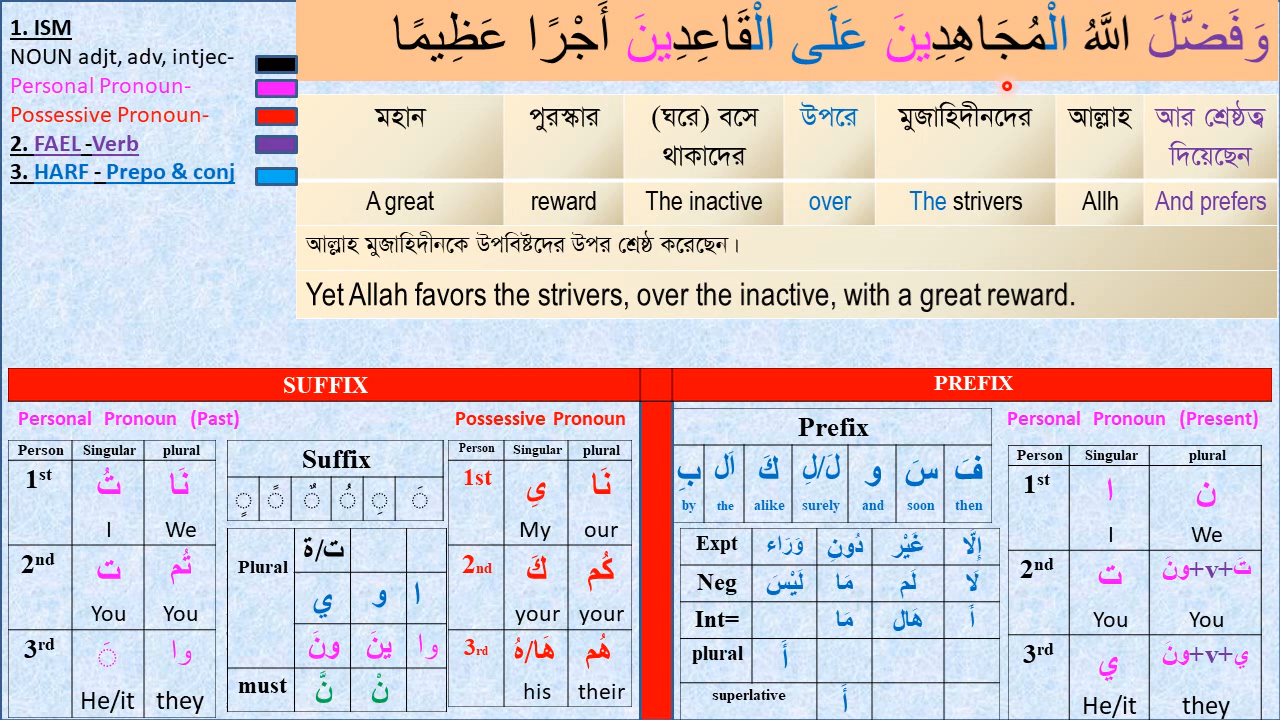 1. ISM
NOUN adjt, adv, intjec-
Personal Pronoun-
Possessive Pronoun-
2. FAEL -Verb
3. HARF - Prepo & conj
وَفَضَّلَ اللَّهُ الْمُجَاهِدِينَ عَلَى الْقَاعِدِينَ أَجْرًا عَظِيمًا
মহান পুরস্কার (ঘরে) বসে থাকাদের উপরে মুজাহিদীনদের আল্লাহ আর শ্রেষ্ঠত্ব দিয়েছেন
A great reward The inactive over The strivers Allh And prefers
আল্লাহ মুজাহিদীনকে উপবিষ্টদের উপর শ্রেষ্ঠ করেছেন।
Yet Allah favors the strivers, over the inactive, with a great reward.
SUFFIX
Personal Pronoun (Past)
Person Singular plural
1st تُ نَا
I We
2nd ت تُم
You You
3rd َ وا
He/it they
Suffix
ٍ ً ٌ ُ ِ َ
Plural
ت/ة
ي و ا
ونَ ينَ وا
must نَّ نْ
Possessive Pronoun
Person Singular plural
1st ىِ نَا
My our
2nd كَ كُم
your your
3rd هَا/هُ هُم
his their
PREFIX
Prefix
بِ اَل كَ لَ/لِ و سَ فَ
by the alike surely and soon then
Expt وَرَاء دُونِ غَيْر إِلَّا
Neg لَيْسَ مَا لَم لَا
Int= مَا هَال أَ
plural أَ
superlative أَ
Personal Pronoun (Present)
Person Singular plural
1st ا ن
I We
2nd ت ت+v+ون
You You
3rd ي ي+v+ون
He/it they